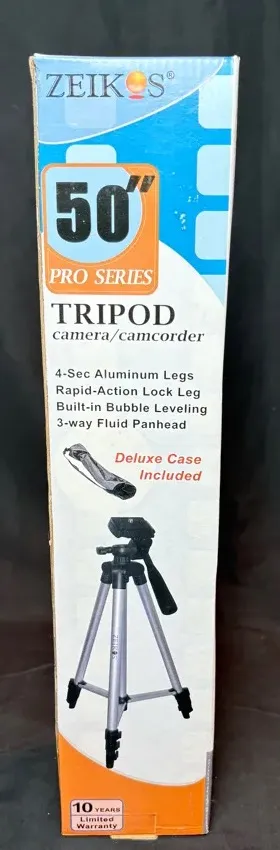 ZEIKOS®
50"
PRO SERIES
TRIPOD
camera/camcorder
4-Sec Aluminum Legs
Rapid-Action Lock Leg
Built-in Bubble Leveling
3-way Fluid Panhead
Deluxe Case
Included
ZEIKOS
10 YEARS
Limited
Warranty